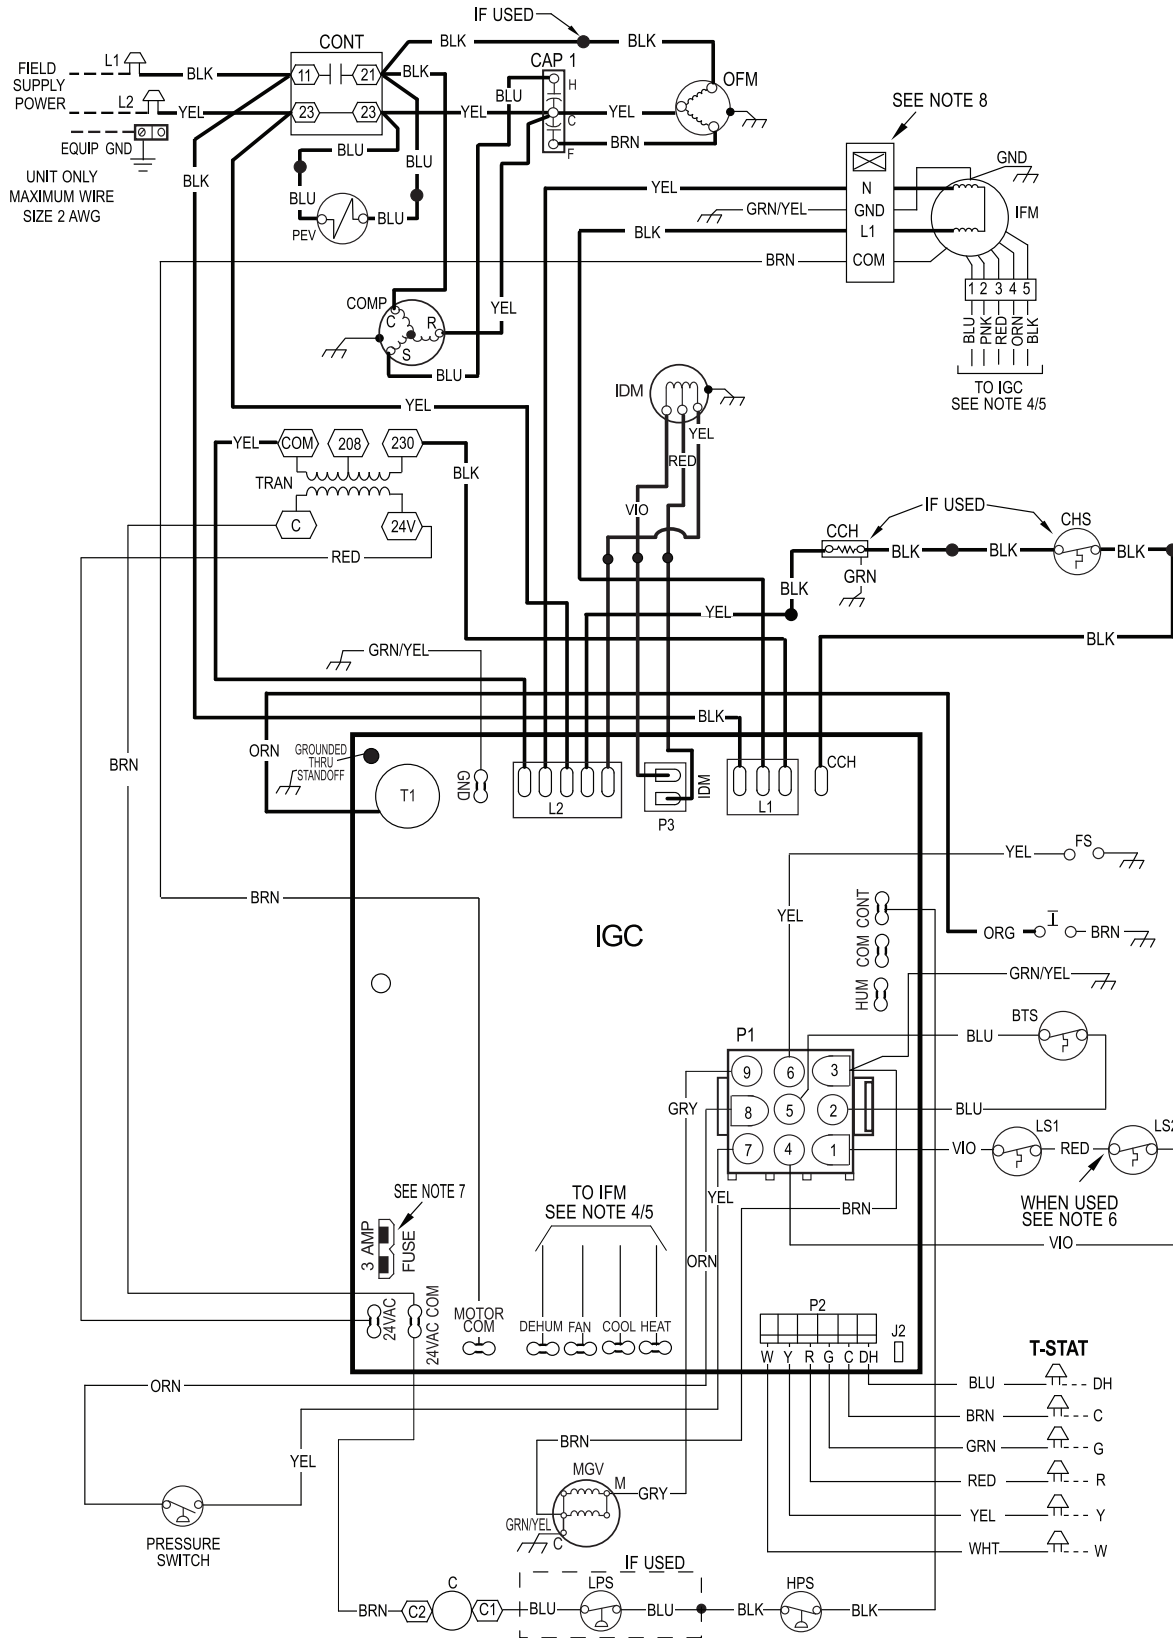 IF USED
CONT
BLK
BLK
CAP 1
OFM
FIELD
SUPPLY
POWER
L1
BLK
11
21
BLK
H
BLU
L2
YEL
23
23
YEL
C
YEL
SEE NOTE 8
EQUIP GND
BLU
BLU
F
BRN
UNIT ONLY
MAXIMUM WIRE
SIZE 2 AWG
BLK
BLU
BLU
PEV
YEL
N
GND
GRN/YEL
GND
IFM
BLK
L1
BRN
COM
COMP
C
R
S
YEL
BLU
1 2 3 4 5
BLU
PNK
RED
ORN
BLK
TO IGC
SEE NOTE 4/5
IDM
YEL
YEL
RED
YEL
COM
208
230
TRAN
BLK
VIO
C
24V
RED
IF USED
CCH
CHS
BLK
BLK
BLK
GRN
BLK
YEL
BLK
GRN/YEL
BLK
ORN
BRN
GROUNDED
THRU
STANDOFF
T1
GND
L2
P3
IDM
L1
CCH
YEL
FS
YEL
BRN
IGC
CONT
COM
HUM
ORG
I
BRN
GRN/YEL
BTS
BLU
P1
9
6
3
GRY
8
5
2
BLU
7
4
1
VIO
LS1
RED
LS2
YEL
BRN
WHEN USED
SEE NOTE 6
VIO
SEE NOTE 7
3 AMP
FUSE
TO IFM
SEE NOTE 4/5
ORN
24VAC
24VAC COM
MOTOR
COM
DEHUM
FAN
COOL
HEAT
P2
J2
W Y R G C DH
T-STAT
ORN
BLU
DH
BRN
C
GRN
G
RED
R
YEL
Y
WHT
W
YEL
BRN
MGV
M
GRY
GRN/YEL
C
PRESSURE
SWITCH
IF USED
BRN
C2
C
C1
BLU
LPS
BLU
BLK
HPS
BLK